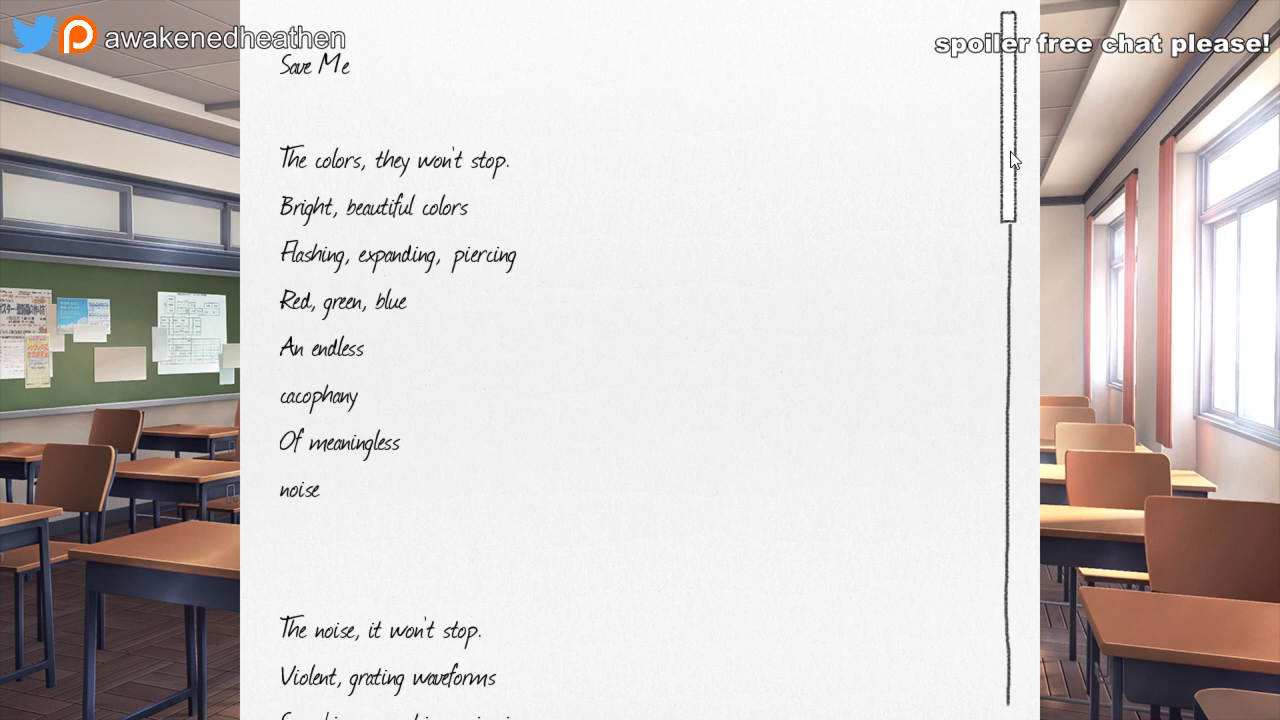 awakenedheathen
spoiler free chat please!
Save Me
The colors, they won't stop.
Bright, beautiful colors
Flashing, expanding, piercing
Red, green, blue
An endless
cacophany
Of meaningless
noise
The noise, it won't stop.
Violent, grating waveforms